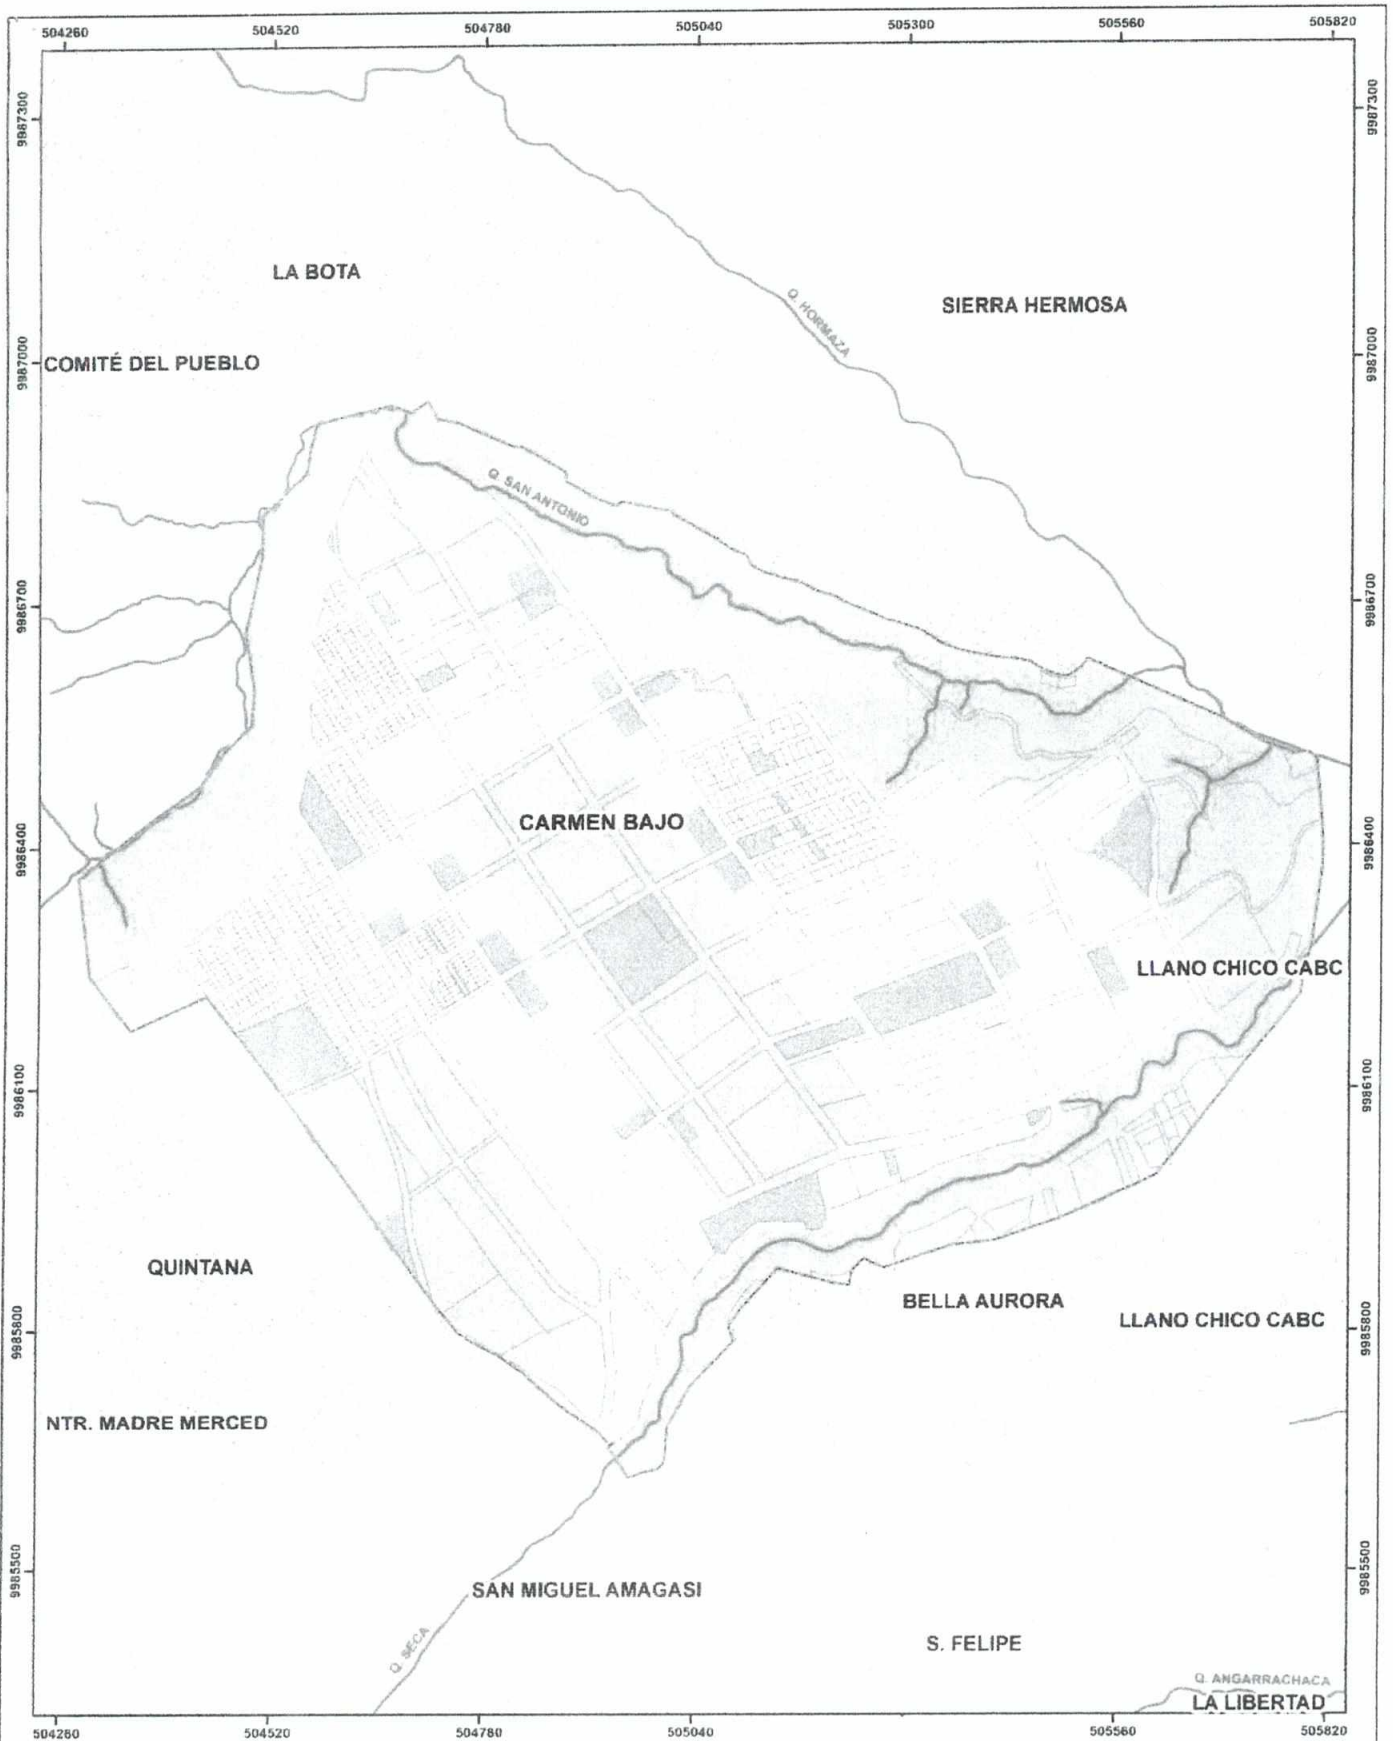 504260 504520 504780 505040 505300 505560 505820
9987300
9987300
LA BOTA
SIERRA HERMOSA
Q. HORMAZA
COMITÉ DEL PUEBLO
9987000
9987000
Q. SAN ANTONIO
9986700
9986700
CARMEN BAJO
9986400
9986400
LLANO CHICO CABC
9986100
9986100
QUINTANA
BELLA AURORA
LLANO CHICO CABC
9985800
9985800
NTR. MADRE MERCED
9985500
9985500
SAN MIGUEL AMAGASI
Q. SECA
S. FELIPE
Q. ANGARRACHACA
LA LIBERTAD
504260 504520 504780 505040 505560 505820